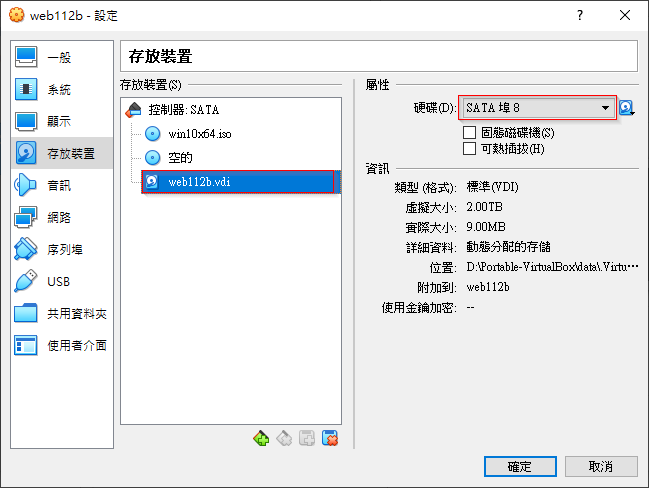 web112b - 設定
一般
系統
顯示
存放裝置
音訊
網路
序列埠
USB
共用資料夾
使用者介面
存放裝置
存放裝置(S)
控制器: SATA
win10x64.iso
空的
web112b.vdi
屬性
硬碟(D): SATA 埠 8
固態磁碟機(S)
可熱插拔(H)
資訊
類型 (格式): 標準(VDI)
虛擬大小: 2.00TB
實際大小: 9.00MB
詳細資料: 動態分配的存儲
位置: D:\Portable-VirtualBox\data\.Virtu⋯
附加到: web112b
使用金鑰加密: --
確定
取消